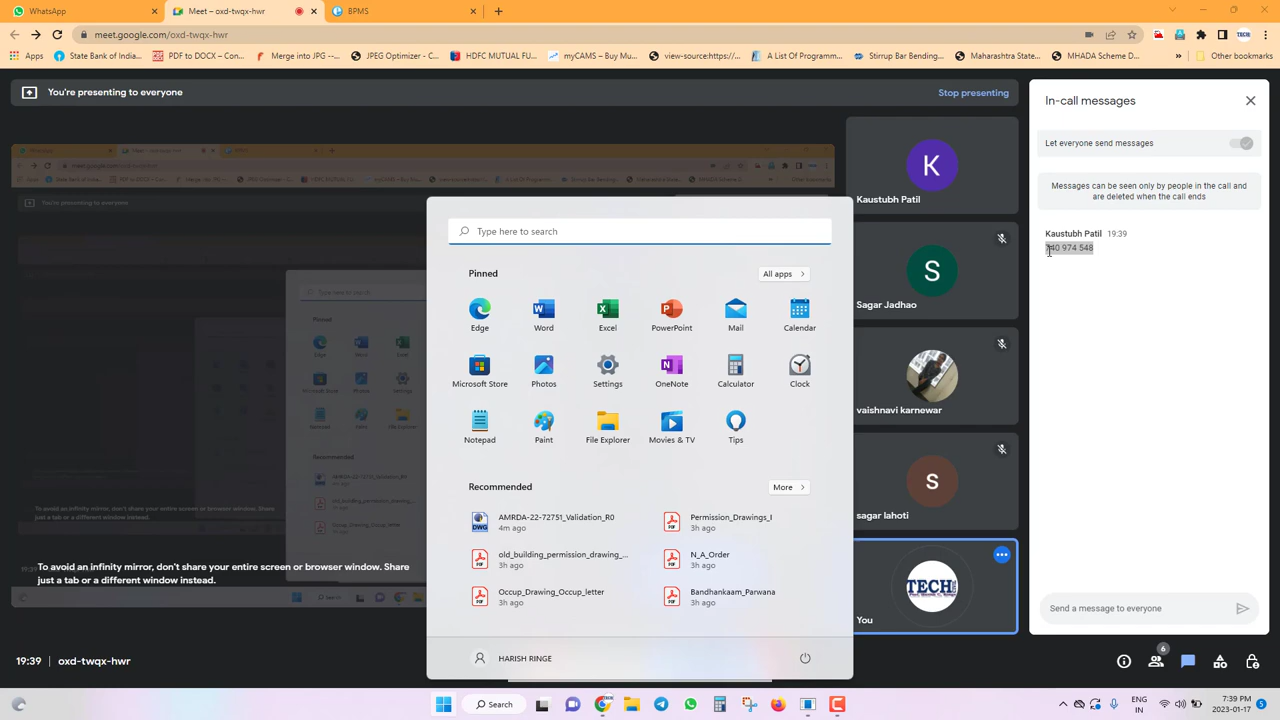 WhatsApp
Meet – oxd-twqx-hwr
BPMS
meet.google.com/oxd-twqx-hwr
Apps
State Bank of India...
PDF to DOCX – Co...
Merge into JPG --...
JPEG Optimizer - C...
HDFC MUTUAL FU...
myCAMS – Buy Mu...
view-source:https:/...
A List Of Programm...
Stirrup Bar Bending...
Maharashtra State...
MHADA Scheme D...
»
Other bookmarks
You're presenting to everyone
Stop presenting
In-call messages
Let everyone send messages
Messages can be seen only by people in the call and
are deleted when the call ends
Kaustubh Patil 19:39
740 974 548
K
Kaustubh Patil
S
Sagar Jadhao
vaishnavi karnewar
s
sagar lahoti
TECH
You
Type here to search
Pinned
All apps
Edge
Word
Excel
PowerPoint
Mail
Calendar
Microsoft Store
Photos
Settings
OneNote
Calculator
Clock
Notepad
Paint
File Explorer
Movies & TV
Tips
Recommended
More
AMRDA-22-72751_Validation_R0
4m ago
Permission_Drawings_I
3h ago
old_building_permission_drawing_...
3h ago
N_A_Order
3h ago
Occup_Drawing_Occup_letter
3h ago
Bandhankaam_Parwana
3h ago
HARISH RINGE
To avoid an infinity mirror, don't share your entire screen or browser window. Share
just a tab or a different window instead.
19:39
oxd-twqx-hwr
Send a message to everyone
6
Search
ENG
IN
7:39 PM
2023-01-17
5